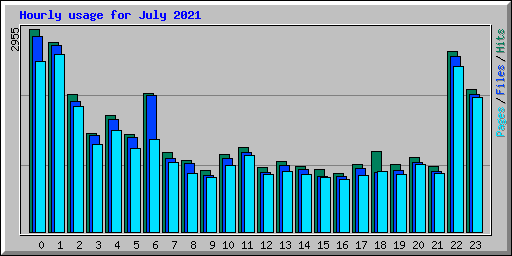 Hourly usage for July 2021
2955
Pages / Files / Hits
0 1 2 3 4 5 6 7 8 9 10 11 12 13 14 15 16 17 18 19 20 21 22 23